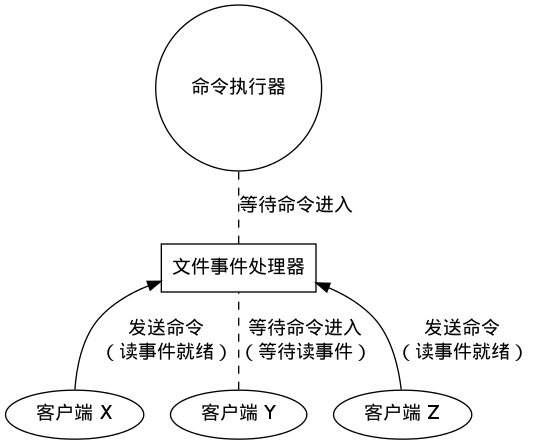 命令执行器
等待命令进入
文件事件处理器
发送命令
（读事件就绪）
等待命令进入
（等待读事件）
发送命令
（读事件就绪）
客户端 X
客户端 Y
客户端 Z